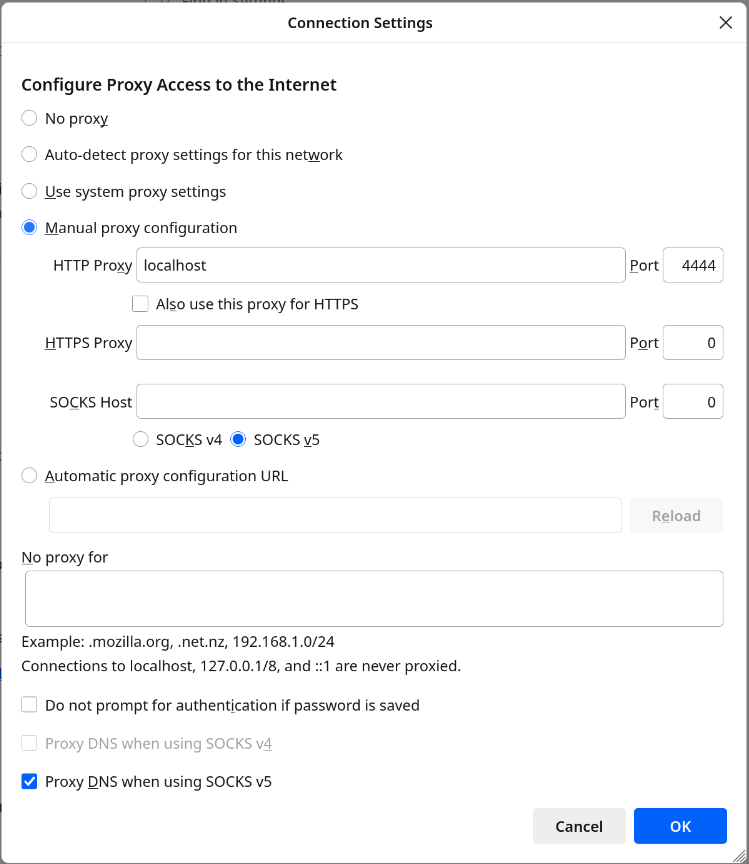 Connection Settings
Configure Proxy Access to the Internet
No proxy
Auto-detect proxy settings for this network
Use system proxy settings
Manual proxy configuration
HTTP Proxy localhost Port 4444
Also use this proxy for HTTPS
HTTPS Proxy Port 0
SOCKS Host Port 0
SOCKS v4 SOCKS v5
Automatic proxy configuration URL
Reload
No proxy for
Example: .mozilla.org, .net.nz, 192.168.1.0/24
Connections to localhost, 127.0.0.1/8, and ::1 are never proxied.
Do not prompt for authentication if password is saved
Proxy DNS when using SOCKS v4
Proxy DNS when using SOCKS v5
Cancel OK